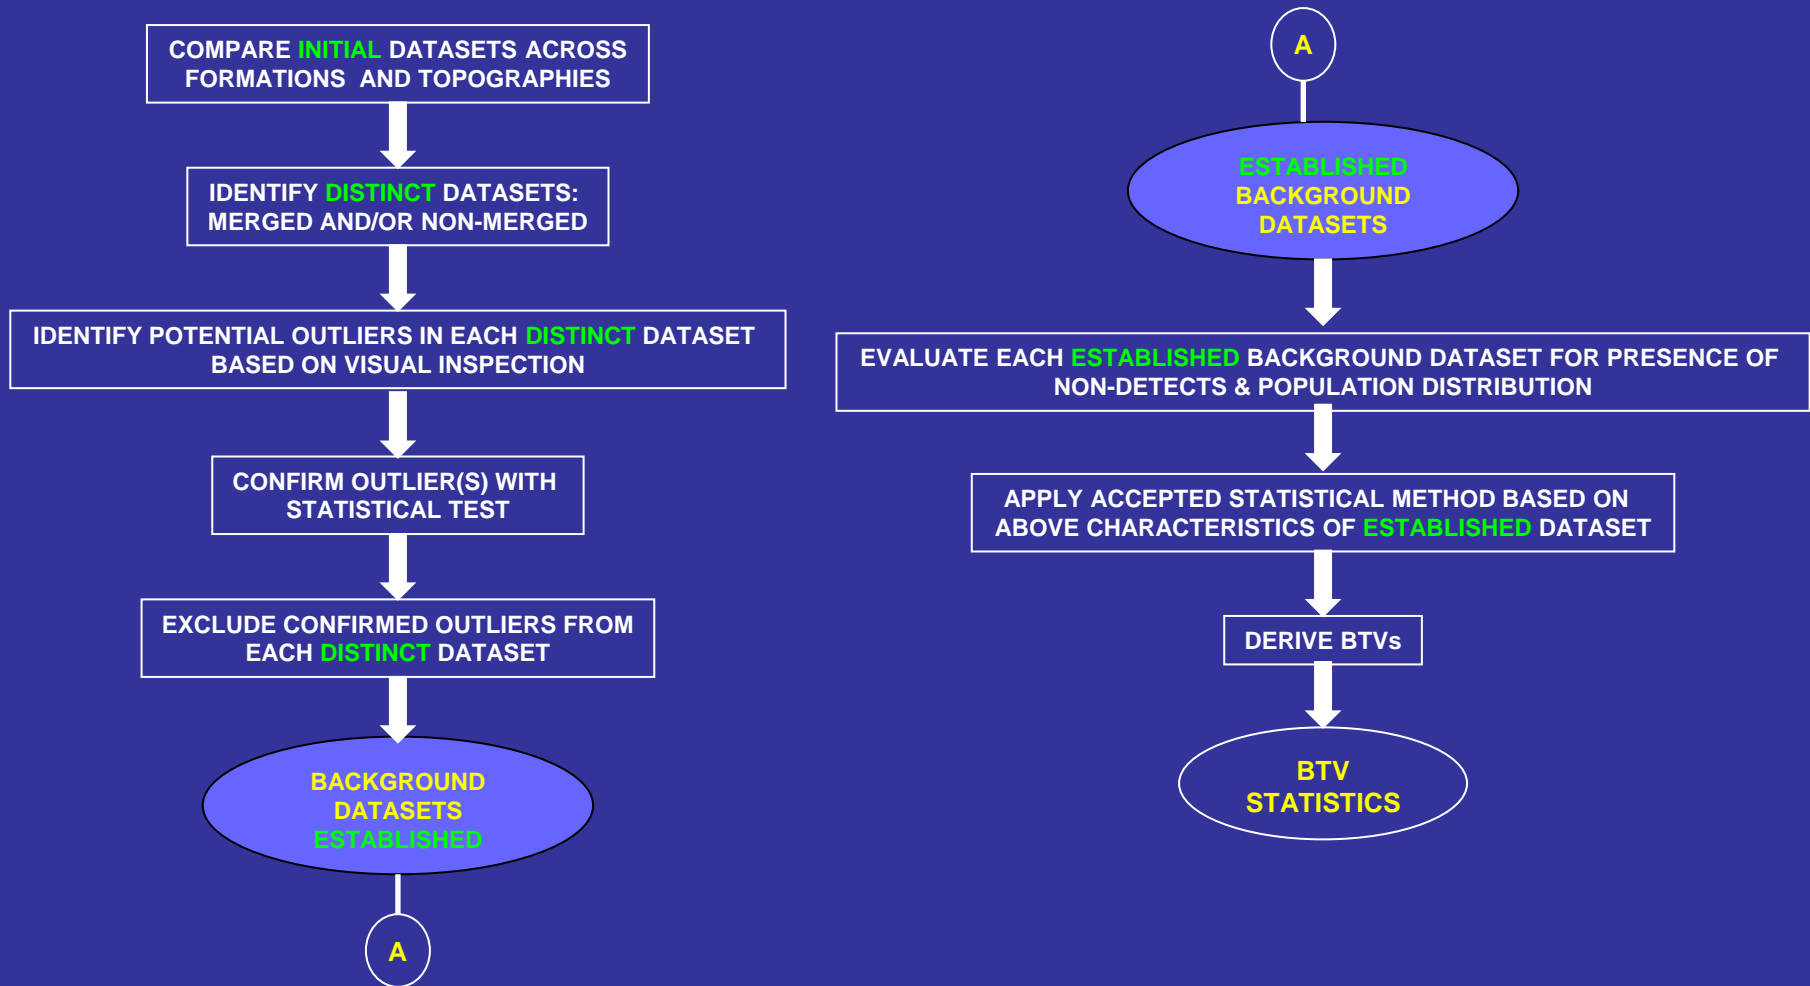 COMPARE INITIAL DATASETS ACROSS
FORMATIONS AND TOPOGRAPHIES
IDENTIFY DISTINCT DATASETS:
MERGED AND/OR NON-MERGED
IDENTIFY POTENTIAL OUTLIERS IN EACH DISTINCT DATASET
BASED ON VISUAL INSPECTION
CONFIRM OUTLIER(S) WITH
STATISTICAL TEST
EXCLUDE CONFIRMED OUTLIERS FROM
EACH DISTINCT DATASET
BACKGROUND
DATASETS
ESTABLISHED
A
A
ESTABLISHED
BACKGROUND
DATASETS
EVALUATE EACH ESTABLISHED BACKGROUND DATASET FOR PRESENCE OF
NON-DETECTS & POPULATION DISTRIBUTION
APPLY ACCEPTED STATISTICAL METHOD BASED ON
ABOVE CHARACTERISTICS OF ESTABLISHED DATASET
DERIVE BTVs
BTV
STATISTICS